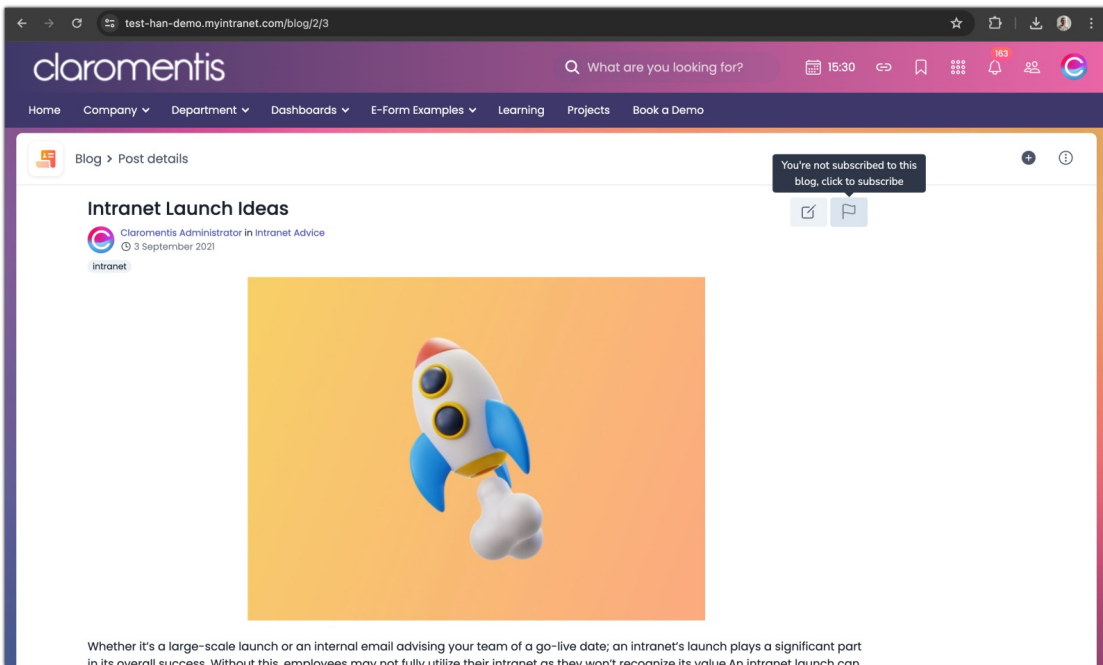 test-han-demo.myintranet.com/blog/2/3
claromentis
What are you looking for?
15:30
163
Home Company Department Dashboards E-Form Examples Learning Projects Book a Demo
Blog > Post details
You're not subscribed to this
blog, click to subscribe
Intranet Launch Ideas
Claromentis Administrator in Intranet Advice
3 September 2021
intranet
Whether it's a large-scale launch or an internal email advising your team of a go-live date; an intranet's launch plays a significant part
in its overall success. Without this, employees may not fully utilize their intranet as they won't recognize its value.An intranet launch can